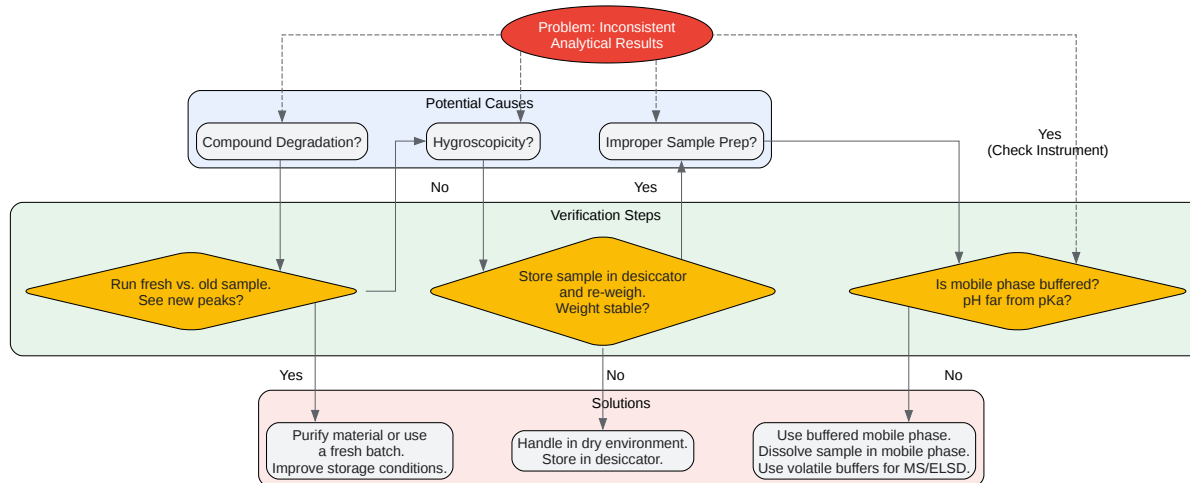 Problem: Inconsistent
Analytical Results
Potential Causes
Compound Degradation?
Hygroscopicity?
Improper Sample Prep?
Yes
(Check Instrument)
No
Yes
Verification Steps
Run fresh vs. old sample.
See new peaks?
Store sample in desiccator
and re-weigh.
Weight stable?
Is mobile phase buffered?
pH far from pKa?
Yes
No
No
Solutions
Purify material or use
a fresh batch.
Improve storage conditions.
Handle in dry environment.
Store in desiccator.
Use buffered mobile phase.
Dissolve sample in mobile phase.
Use volatile buffers for MS/ELSD.